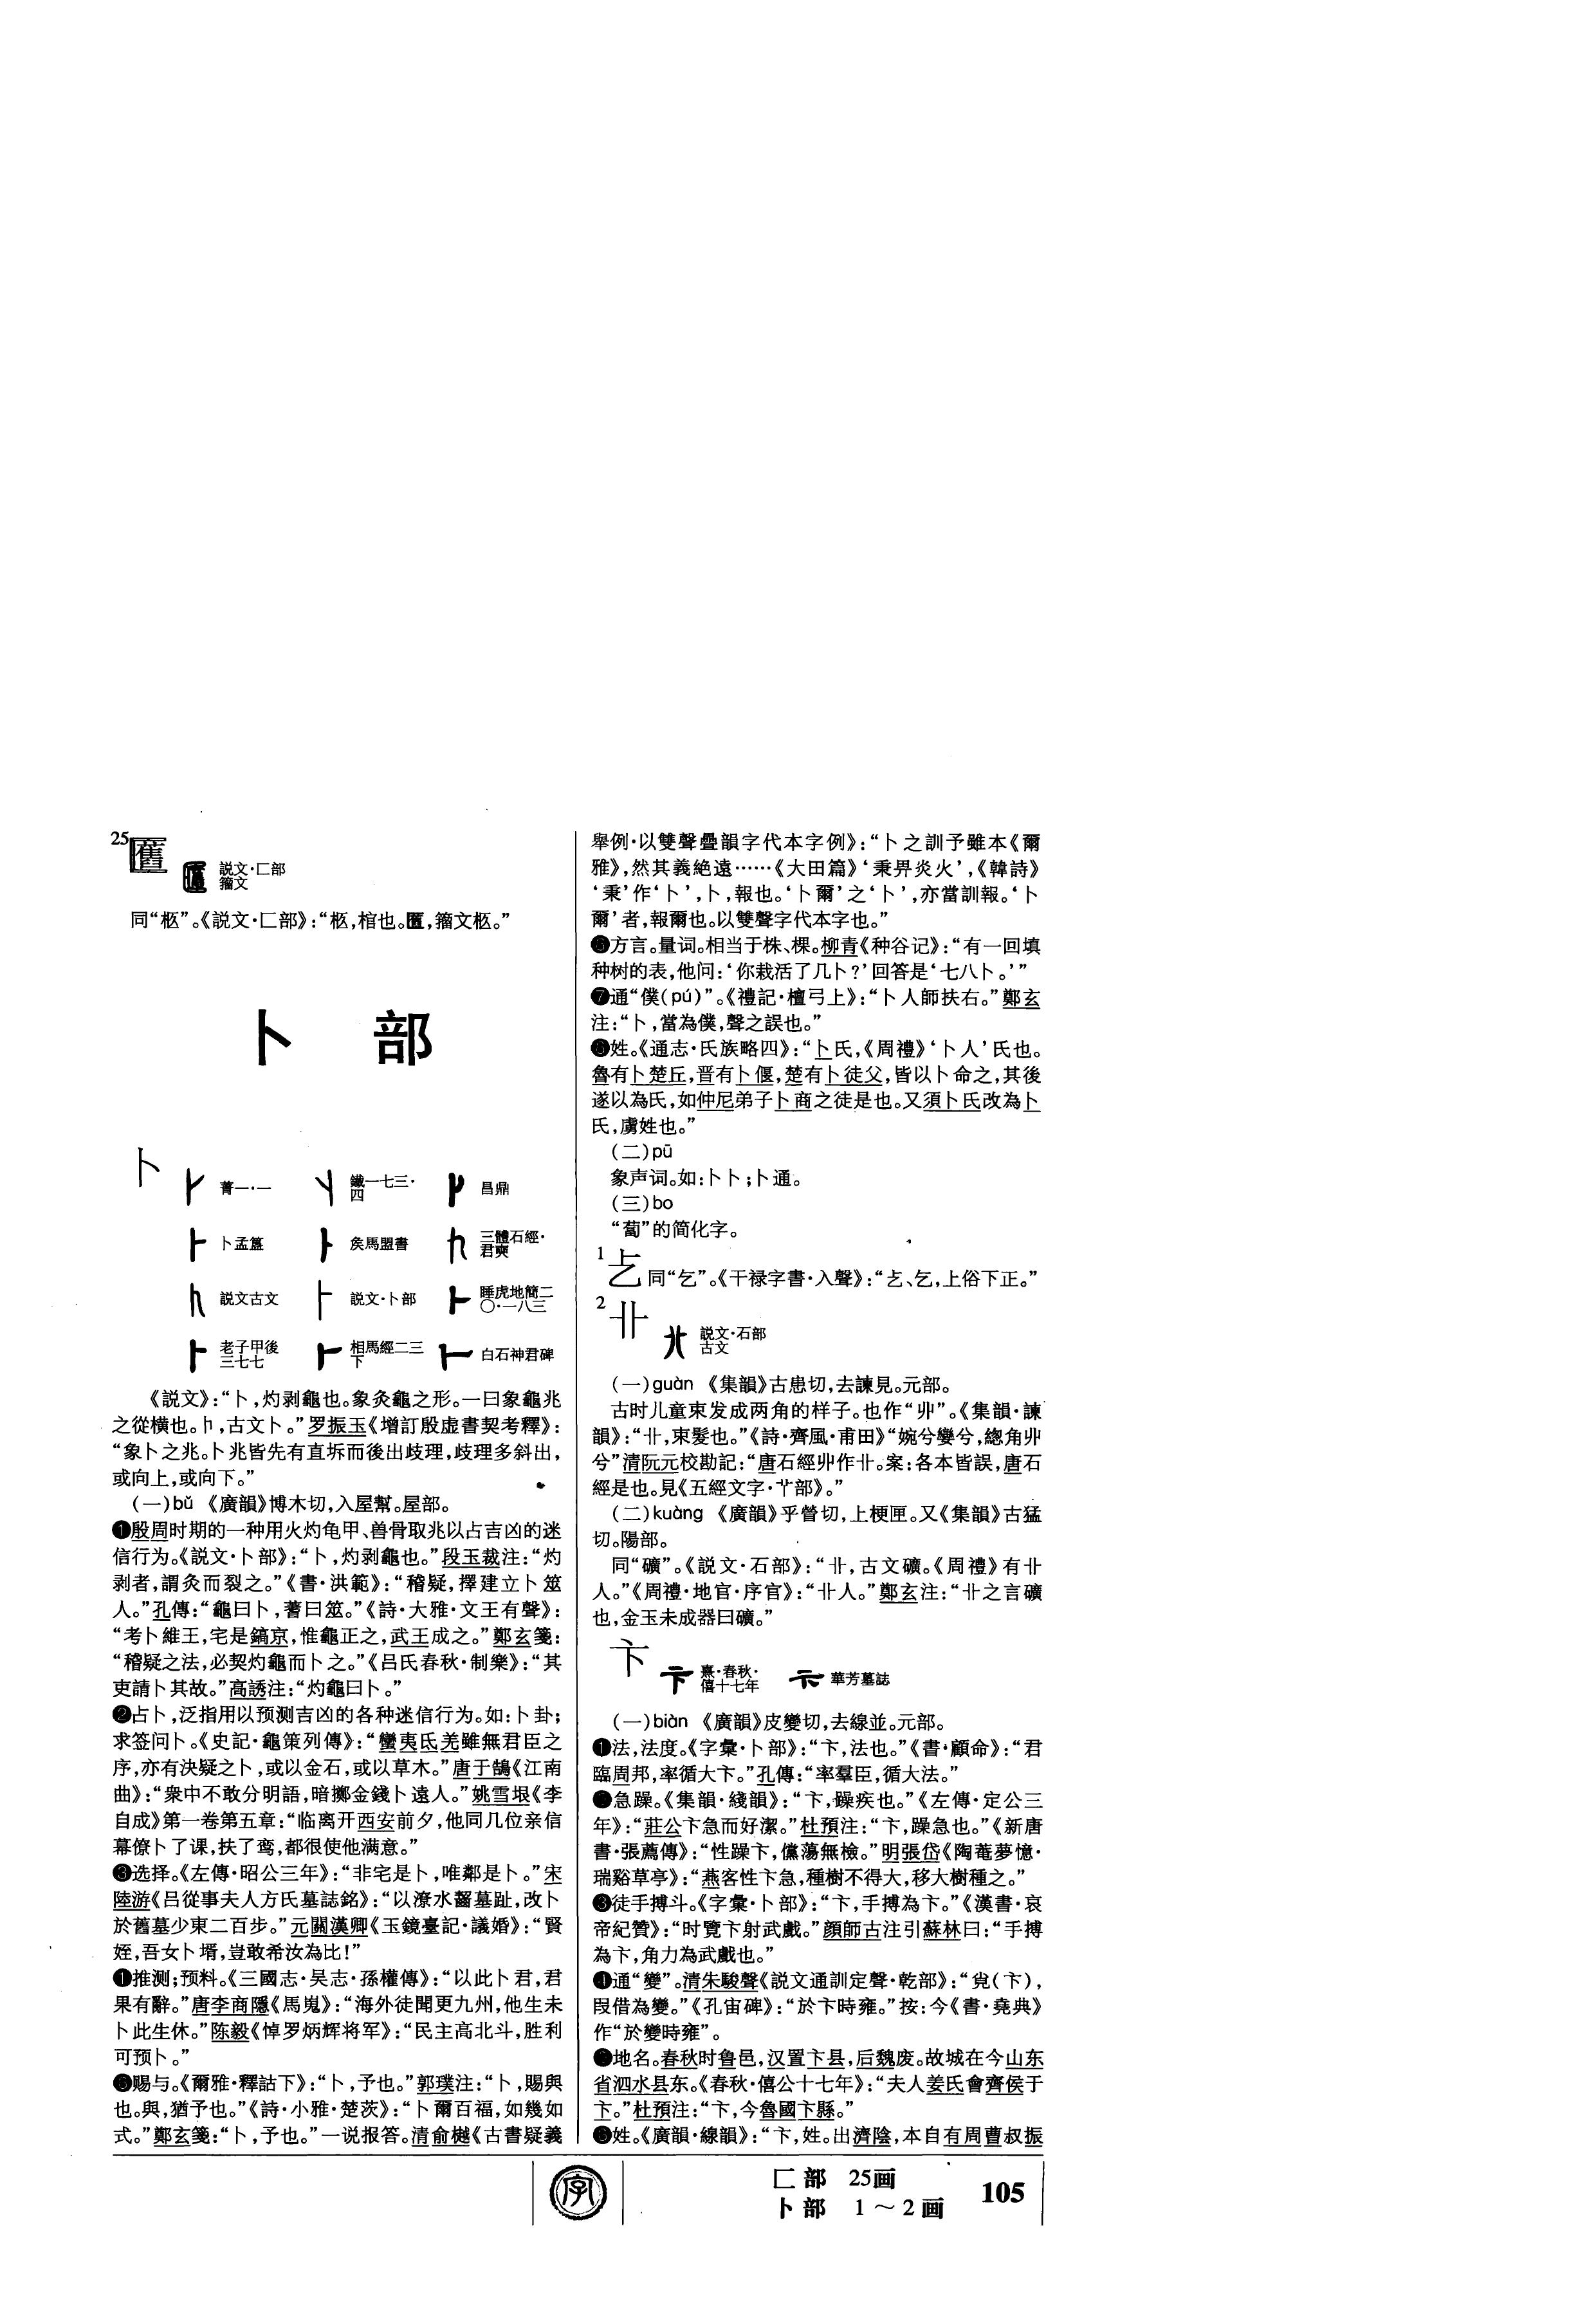 25
匶 説文·匚部
籀文
同“柩”。《説文·匚部》:“柩,棺也。匶,籀文柩。”
卜 部
卜
菁一·一 鐵一七三·四 昌鼎
卜孟簋 矦馬盟書 三體石經·君奭
説文古文 説文·卜部 睡虎地簡二〇·一八三
老子甲後三七七 相馬經二三下 白石神君碑
《説文》:“卜,灼剥龜也。象灸龜之形。一曰象龜兆
之從横也。𠁡,古文卜。”罗振玉《增訂殷虚書契考釋》:
“象卜之兆。卜兆皆先有直坼而後出歧理,歧理多斜出,
或向上,或向下。”
(一)bǔ 《廣韻》博木切,入屋幫。屋部。
❶殷周时期的一种用火灼龟甲、兽骨取兆以占吉凶的迷
信行为。《説文·卜部》:“卜,灼剥龜也。”段玉裁注:“灼
剥者,謂灸而裂之。”《書·洪範》:“稽疑,擇建立卜筮
人。”孔傳:“龜曰卜,蓍曰筮。”《詩·大雅·文王有聲》:
“考卜維王,宅是鎬京,惟龜正之,武王成之。”鄭玄箋:
“稽疑之法,必契灼龜而卜之。”《吕氏春秋·制樂》:“其
吏請卜其故。”高誘注:“灼龜曰卜。”
❷占卜,泛指用以预测吉凶的各种迷信行为。如:卜卦;
求签问卜。《史記·龜策列傳》:“蠻夷氐羌雖無君臣之
序,亦有決疑之卜,或以金石,或以草木。”唐于鵠《江南
曲》:“衆中不敢分明語,暗擲金錢卜遠人。”姚雪垠《李
自成》第一卷第五章:“临离开西安前夕,他同几位亲信
幕僚卜了课,扶了鸾,都很使他满意。”
❸选择。《左傳·昭公三年》:“非宅是卜,唯鄰是卜。”宋
陸游《吕從事夫人方氏墓誌銘》:“以潦水齧墓趾,改卜
於舊墓少東二百步。”元關漢卿《玉鏡臺記·議婚》:“賢
姪,吾女卜壻,豈敢希汝為比!”
❹推测;预料。《三國志·吴志·孫權傳》:“以此卜君,君
果有辭。”唐李商隱《馬嵬》:“海外徒聞更九州,他生未
卜此生休。”陈毅《悼罗炳辉将军》:“民主高北斗,胜利
可预卜。”
❺赐与。《爾雅·釋詁下》:“卜,予也。”郭璞注:“卜,賜與
也。與,猶予也。”《詩·小雅·楚茨》:“卜爾百福,如幾如
式。”鄭玄箋:“卜,予也。”一说报答。清俞樾《古書疑義
舉例·以雙聲疊韻字代本字例》:“卜之訓予雖本《爾
雅》,然其義絶遠……《大田篇》‘秉畀炎火’,《韓詩》
‘秉’作‘卜’,卜,報也。‘卜爾’之‘卜’,亦當訓報。‘卜
爾’者,報爾也。以雙聲字代本字也。”
❻方言。量词。相当于株、棵。柳青《种谷记》:“有一回填
种树的表,他问:‘你栽活了几卜?’回答是‘七八卜。’”
❼通“僕(pú)”。《禮記·檀弓上》:“卜人師扶右。”鄭玄
注:“卜,當為僕,聲之誤也。”
❽姓。《通志·氏族略四》:“卜氏,《周禮》‘卜人’氏也。
魯有卜楚丘,晋有卜偃,楚有卜徒父,皆以卜命之,其後
遂以為氏,如仲尼弟子卜商之徒是也。又須卜氏改為卜
氏,虜姓也。”
(二)pū
象声词。如:卜卜;卜通。
(三)bo
“蔔”的简化字。
1
𠧒 同“乞”。《干禄字書·入聲》:“𠧒、乞,上俗下正。”
2
卝 説文·石部
古文
(一)guàn 《集韻》古患切,去諫見。元部。
古时儿童束发成两角的样子。也作“丱”。《集韻·諫
韻》:“卝,束髮也。”《詩·齊風·甫田》“婉兮孌兮,緫角丱
兮”清阮元校勘記:“唐石經丱作卝。案:各本皆誤,唐石
經是也。見《五經文字·𦫳部》。”
(二)kuàng 《廣韻》乎營切,上梗匣。又《集韻》古猛
切。陽部。
同“礦”。《説文·石部》:“卝,古文礦。《周禮》有卝
人。”《周禮·地官·序官》:“卝人。”鄭玄注:“卝之言礦
也,金玉未成器曰礦。”
卞 熹·春秋·僖十七年 華芳墓誌
(一)biàn 《廣韻》皮變切,去線並。元部。
❶法,法度。《字彙·卜部》:“卞,法也。”《書·顧命》:“君
臨周邦,率循大卞。”孔傳:“率羣臣,循大法。”
❷急躁。《集韻·綫韻》:“卞,躁疾也。”《左傳·定公三
年》:“莊公卞急而好潔。”杜預注:“卞,躁急也。”《新唐
書·張薦傳》:“性躁卞,儻蕩無檢。”明張岱《陶菴夢憶·
瑞谿草亭》:“燕客性卞急,種樹不得大,移大樹種之。”
❸徒手搏斗。《字彙·卜部》:“卞,手搏為卞。”《漢書·哀
帝紀贊》:“时覽卞射武戲。”顔師古注引蘇林曰:“手搏
為卞,角力為武戲也。”
❹通“變”。清朱駿聲《説文通訓定聲·乾部》:“㝸(卞),
叚借為變。”《孔宙碑》:“於卞時雍。”按:今《書·堯典》
作“於變時雍”。
❺地名。春秋时鲁邑,汉置卞县,后魏废。故城在今山东
省泗水县东。《春秋·僖公十七年》:“夫人姜氏會齊侯于
卞。”杜預注:“卞,今魯國卞縣。”
❻姓。《廣韻·線韻》:“卞,姓。出濟陰,本自有周曹叔振
字
匚部 25画
卜部 1～2画
105